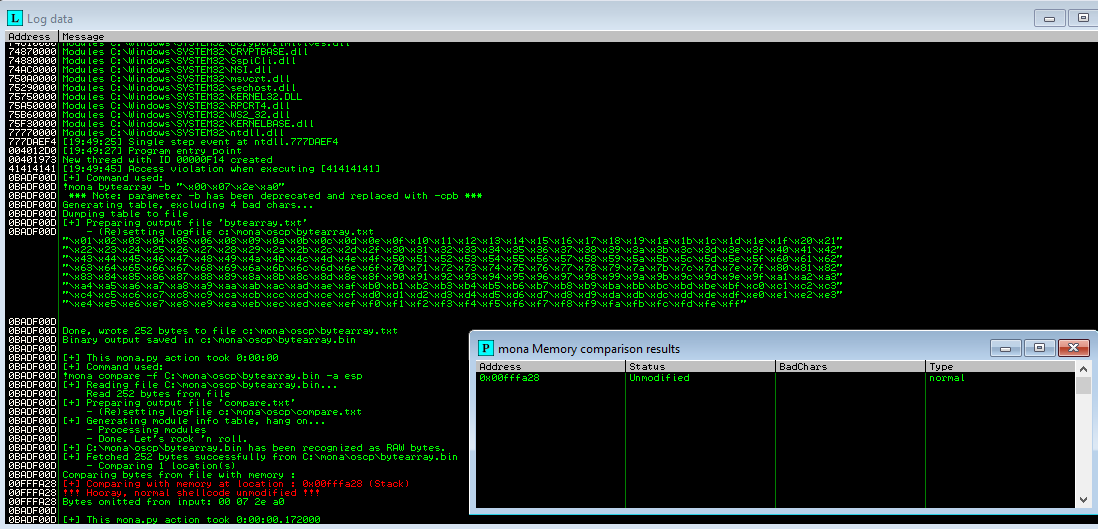 L Log data
Address Message
74870000 Modules C:\Windows\SYSTEM32\CRYPTBASE.dll
74880000 Modules C:\Windows\SYSTEM32\SspiCli.dll
74AC0000 Modules C:\Windows\SYSTEM32\NSI.dll
750A0000 Modules C:\Windows\SYSTEM32\msvcrt.dll
75290000 Modules C:\Windows\SYSTEM32\sechost.dll
75750000 Modules C:\Windows\SYSTEM32\KERNEL32.DLL
75A50000 Modules C:\Windows\SYSTEM32\RPCRT4.dll
75B60000 Modules C:\Windows\SYSTEM32\WS2_32.dll
75F30000 Modules C:\Windows\SYSTEM32\KERNELBASE.dll
77770000 Modules C:\Windows\SYSTEM32\ntdll.dll
777DAEF4 [19:49:25] Single step event at ntdll.777DAEF4
004012D0 [19:49:27] Program entry point
00401973 New thread with ID 00000F14 created
41414141 [19:49:45] Access violation when executing [41414141]
0BADF00D [+] Command used:
0BADF00D !mona bytearray -b "\x00\x07\x2e\xa0"
0BADF00D *** Note: parameter -b has been deprecated and replaced with -cpb ***
0BADF00D Generating table, excluding 4 bad chars...
0BADF00D Dumping table to file
0BADF00D [+] Preparing output file 'bytearray.txt'
0BADF00D - (Re)setting logfile c:\mona\oscp\bytearray.txt
"\x01\x02\x03\x04\x05\x06\x08\x09\x0a\x0b\x0c\x0d\x0e\x0f\x10\x11\x12\x13\x14\x15\x16\x17\x18\x19\x1a\x1b\x1c\x1d\x1e\x1f\x20\x21"
"\x22\x23\x24\x25\x26\x27\x28\x29\x2a\x2b\x2c\x2d\x2f\x30\x31\x32\x33\x34\x35\x36\x37\x38\x39\x3a\x3b\x3c\x3d\x3e\x3f\x40\x41\x42"
"\x43\x44\x45\x46\x47\x48\x49\x4a\x4b\x4c\x4d\x4e\x4f\x50\x51\x52\x53\x54\x55\x56\x57\x58\x59\x5a\x5b\x5c\x5d\x5e\x5f\x60\x61\x62"
"\x63\x64\x65\x66\x67\x68\x69\x6a\x6b\x6c\x6d\x6e\x6f\x70\x71\x72\x73\x74\x75\x76\x77\x78\x79\x7a\x7b\x7c\x7d\x7e\x7f\x80\x81\x82"
"\x83\x84\x85\x86\x87\x88\x89\x8a\x8b\x8c\x8d\x8e\x8f\x90\x91\x92\x93\x94\x95\x96\x97\x98\x99\x9a\x9b\x9c\x9d\x9e\x9f\xa1\xa2\xa3"
"\xa4\xa5\xa6\xa7\xa8\xa9\xaa\xab\xac\xad\xae\xaf\xb0\xb1\xb2\xb3\xb4\xb5\xb6\xb7\xb8\xb9\xba\xbb\xbc\xbd\xbe\xbf\xc0\xc1\xc2\xc3"
"\xc4\xc5\xc6\xc7\xc8\xc9\xca\xcb\xcc\xcd\xce\xcf\xd0\xd1\xd2\xd3\xd4\xd5\xd6\xd7\xd8\xd9\xda\xdb\xdc\xdd\xde\xdf\xe0\xe1\xe2\xe3"
"\xe4\xe5\xe6\xe7\xe8\xe9\xea\xeb\xec\xed\xee\xef\xf0\xf1\xf2\xf3\xf4\xf5\xf6\xf7\xf8\xf9\xfa\xfb\xfc\xfd\xfe\xff"
0BADF00D
0BADF00D Done, wrote 252 bytes to file c:\mona\oscp\bytearray.txt
0BADF00D Binary output saved in c:\mona\oscp\bytearray.bin
0BADF00D
0BADF00D [+] This mona.py action took 0:00:00
0BADF00D [+] Command used:
0BADF00D !mona compare -f C:\mona\oscp\bytearray.bin -a esp
0BADF00D [+] Reading file C:\mona\oscp\bytearray.bin...
0BADF00D Read 252 bytes from file
0BADF00D [+] Preparing output file 'compare.txt'
0BADF00D - (Re)setting logfile c:\mona\oscp\compare.txt
0BADF00D [+] Generating module info table, hang on...
0BADF00D - Processing modules
0BADF00D - Done. Let's rock 'n roll.
0BADF00D [+] C:\mona\oscp\bytearray.bin has been recognized as RAW bytes.
0BADF00D [+] Fetched 252 bytes successfully from C:\mona\oscp\bytearray.bin
0BADF00D - Comparing 1 location(s)
0BADF00D Comparing bytes from file with memory :
00FFFA28 [+] Comparing with memory at location : 0x00fffa28 (Stack)
00FFFA28 !!! Hooray, normal shellcode unmodified !!!
00FFFA28 Bytes omitted from input: 00 07 2e a0
0BADF00D
0BADF00D [+] This mona.py action took 0:00:00.172000
P mona Memory comparison results
Address Status BadChars Type
0x00fffa28 Unmodified normal